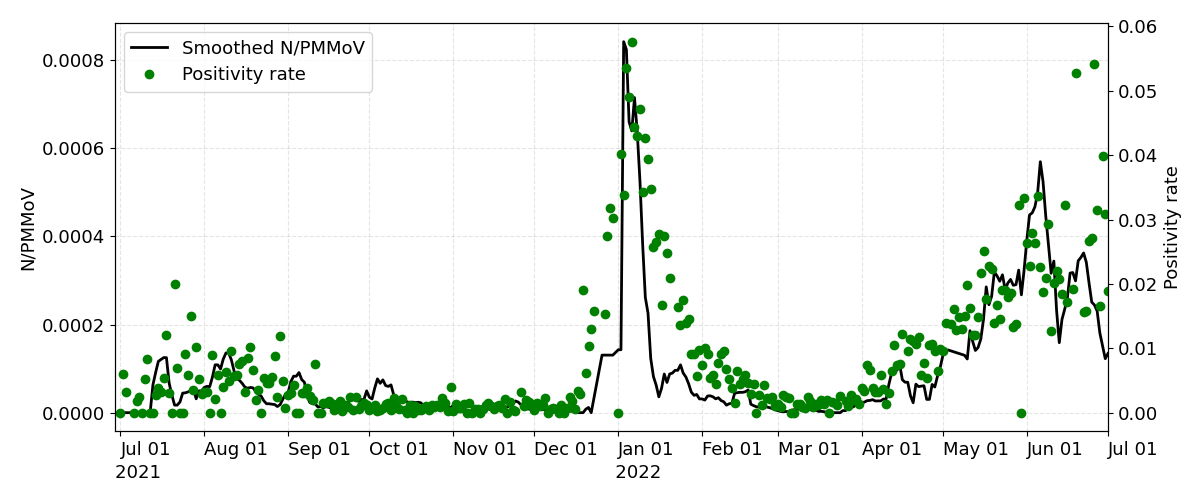 Smoothed N/PMMoV
Positivity rate
N/PMMoV
0.0008
0.0006
0.0004
0.0002
0.0000
0.06
0.05
0.04
0.03
0.02
0.01
0.00
Positivity rate
Jul 01 Aug 01 Sep 01 Oct 01 Nov 01 Dec 01 Jan 01 Feb 01 Mar 01 Apr 01 May 01 Jun 01 Jul 01
2021 2022